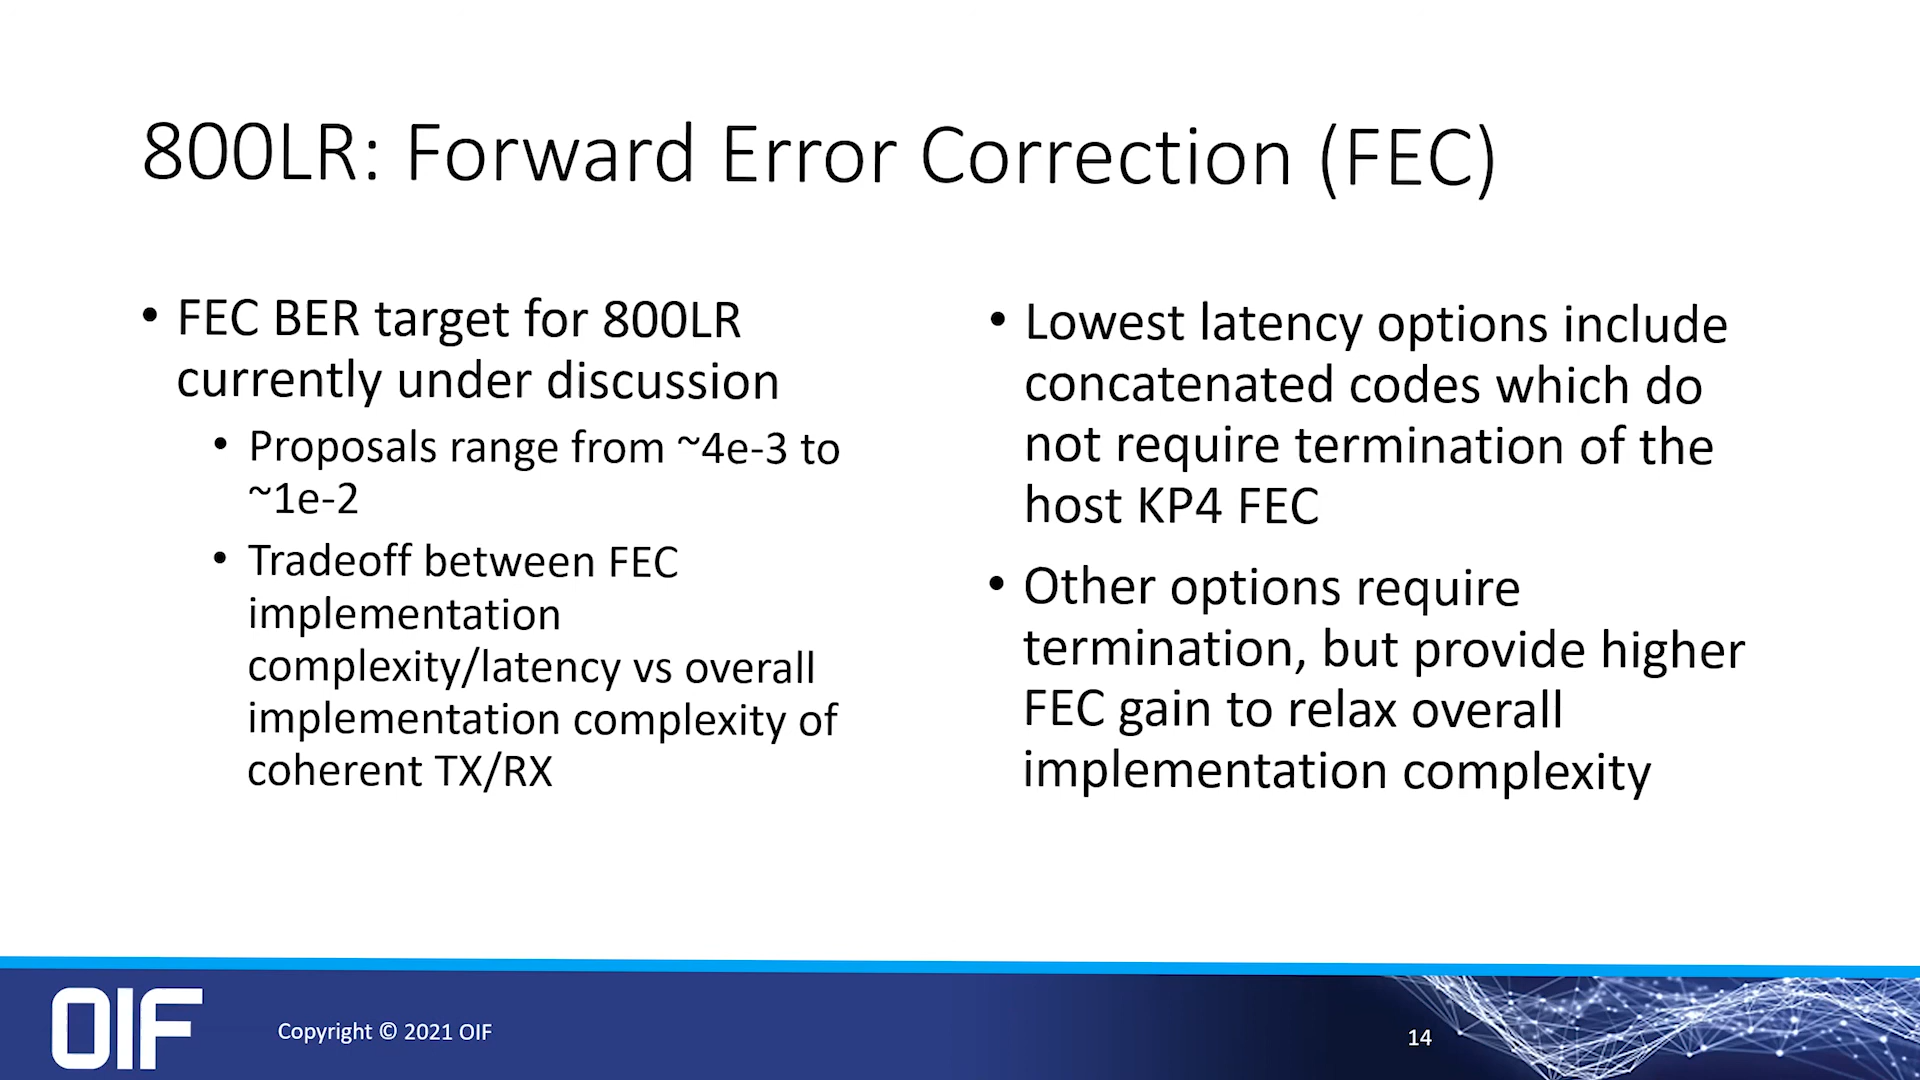 800LR: Forward Error Correction (FEC)
• FEC BER target for 800LR
currently under discussion
• Proposals range from ~4e-3 to
~1e-2
• Tradeoff between FEC
implementation
complexity/latency vs overall
implementation complexity of
coherent TX/RX
• Lowest latency options include
concatenated codes which do
not require termination of the
host KP4 FEC
• Other options require
termination, but provide higher
FEC gain to relax overall
implementation complexity
OIF
Copyright © 2021 OIF
14